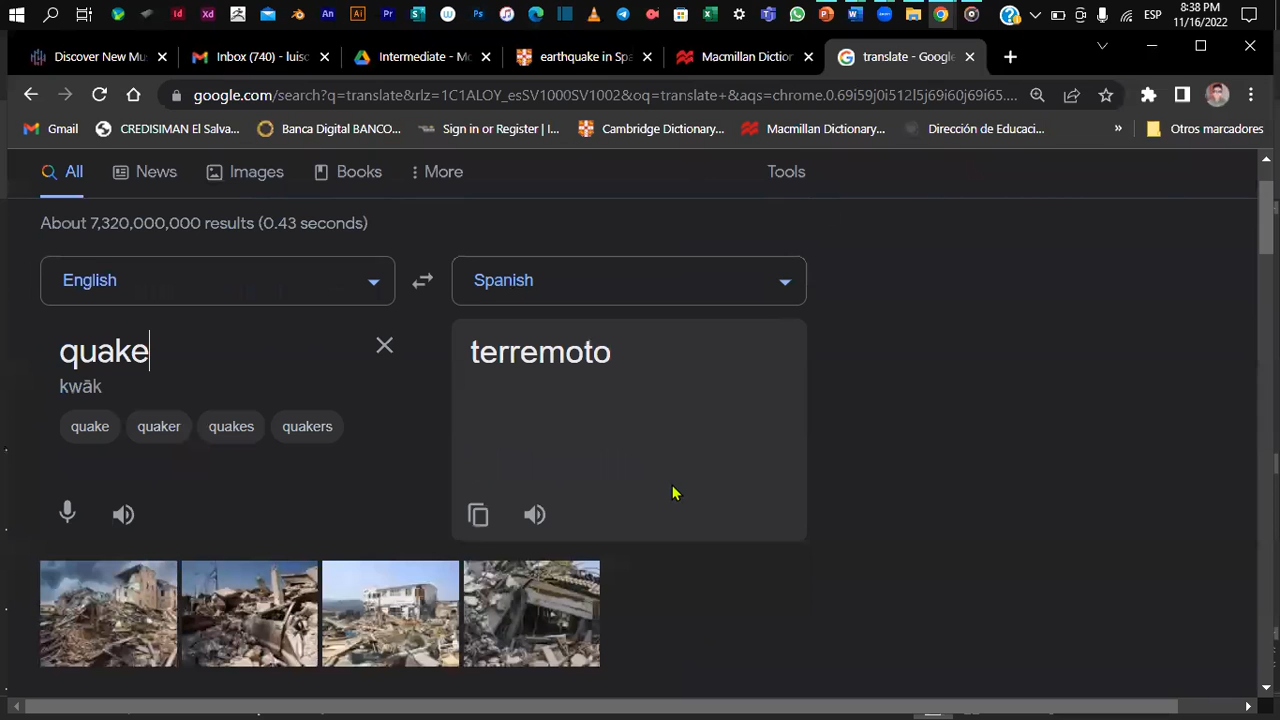 8:38 PM
ESP
11/16/2022
Discover New Mu
Inbox (740) - luisc
Intermediate - Mc
earthquake in Spa
Macmillan Diction
translate - Google
google.com/search?q=translate&rlz=1C1ALOY_esSV1000SV1002&oq=translate+&aqs=chrome.0.69i59j0i512l5j69i60j69i65....
Gmail
CREDISIMAN El Salva...
Banca Digital BANCO...
Sign in or Register | I...
Cambridge Dictionary...
Macmillan Dictionary...
Dirección de Educaci...
»
Otros marcadores
All
News
Images
Books
More
Tools
About 7,320,000,000 results (0.43 seconds)
English
Spanish
quake
terremoto
kwāk
quake
quaker
quakes
quakers